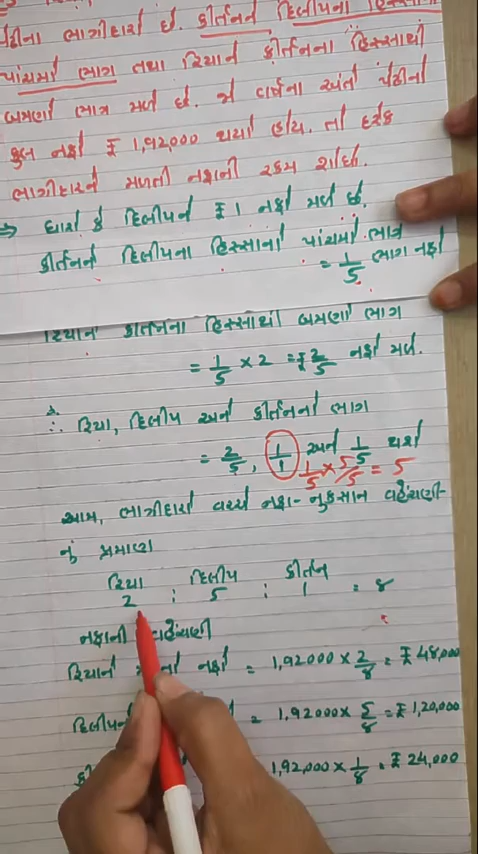 પેઢીના ભાગીદારો છે. કીર્તનને દિલીપના હિસ્સાના
પાંચમો ભાગ તથા રિયાને કીર્તનના હિસ્સાથી
બમણો ભાગ મળે છે. જો વર્ષના અંતે પેઢીનો
કુલ નફો ₹ 1,92,000 થયો હોય. તો દરેક
ભાગીદારને મળતી નફાની રકમ શોધો.
⇒ ધારો કે દિલીપને ₹ 1 નફો મળે છે.
કીર્તનને દિલીપના હિસ્સાનો પાંચમો ભાગ
= 1/5 ભાગ નફો
રિયાને કીર્તનના હિસ્સાથી બમણો ભાગ
= 1/5 × 2 = ₹ 2/5 નફો મળે.
∴ રિયા, દિલીપ અને કીર્તનનો ભાગ
= 2/5, 1/1 અને 1/5 થશે
1/5 × 5/5 = 5
આમ, ભાગીદારો વચ્ચે નફા-નુકસાન વહેંચણી-
નું પ્રમાણ
રિયા : દિલીપ : કીર્તન
2 : 5 : 1 = 8
નફાની વહેંચણી
રિયાને નફો = 1,92000 × 2/8 = ₹ 48,000
= 1,92000 × 5/8 = ₹ 1,20,000
1,92,000 × 1/8 = ₹ 24,000